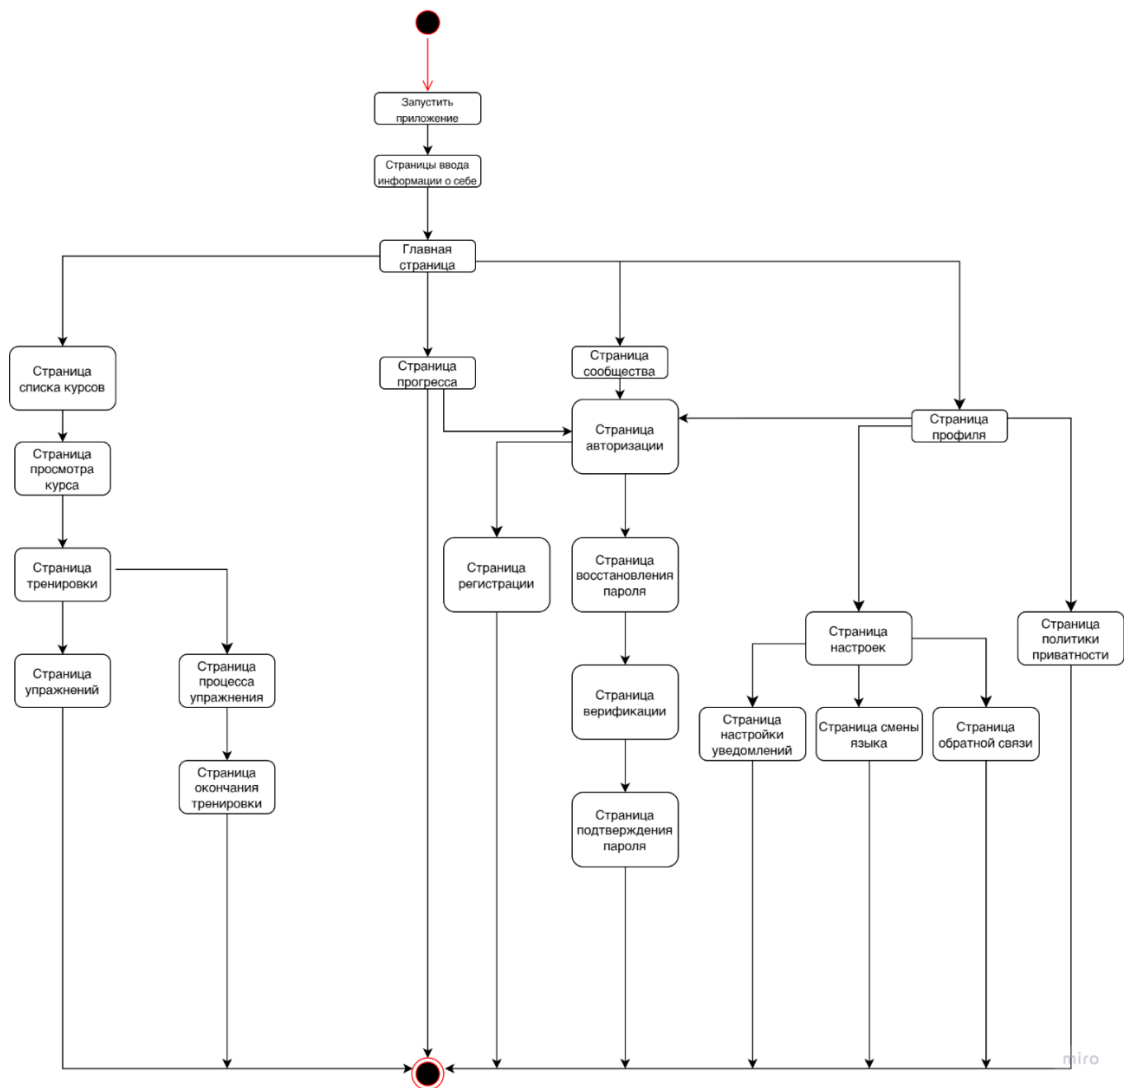 Запустить
приложение
Страницы ввода
информации о себе
Главная
страница
Страница
списка курсов
Страница
прогресса
Страница
сообщества
Страница
авторизации
Страница
профиля
Страница
просмотра
курса
Страница
тренировки
Страница
регистрации
Страница
восстановления
пароля
Страница
настроек
Страница
политики
приватности
Страница
упражнений
Страница
процесса
упражнения
Страница
верификации
Страница
настройки
уведомлений
Страница смены
языка
Страница
обратной связи
Страница
окончания
тренировки
Страница
подтверждения
пароля
miro